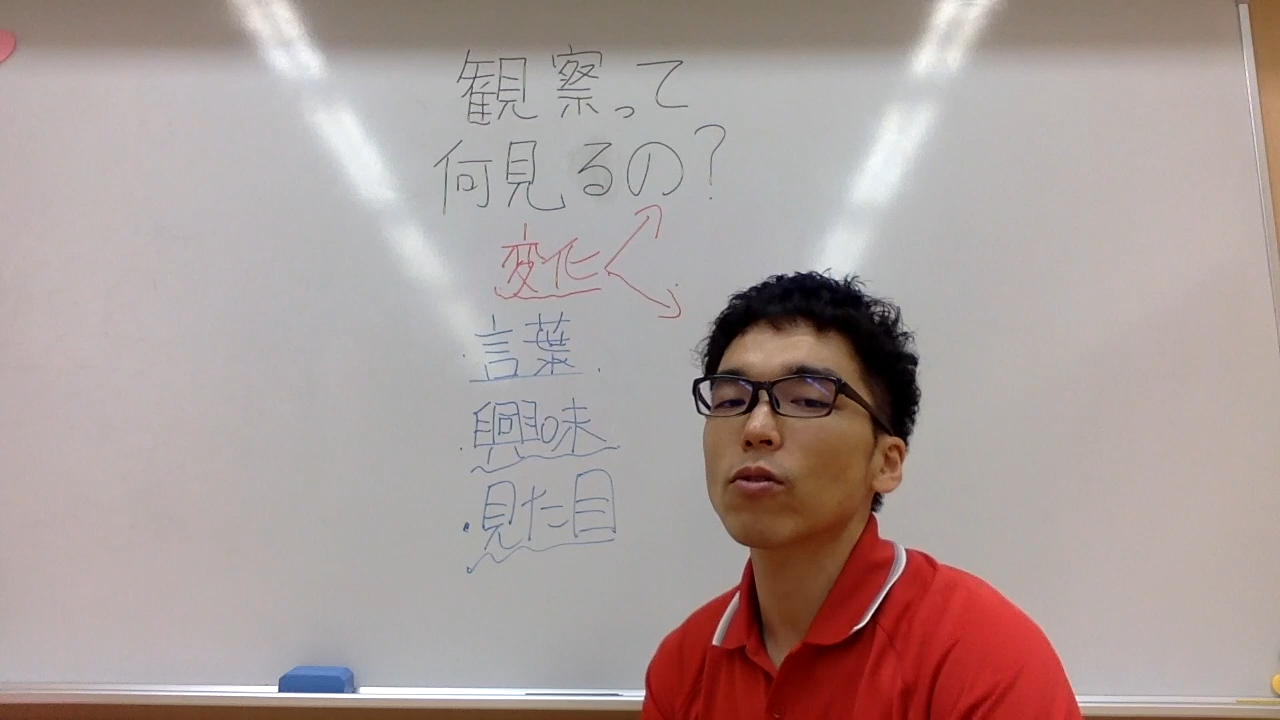 観察って
何見るの?
変化
・言葉
・興味
・見た目